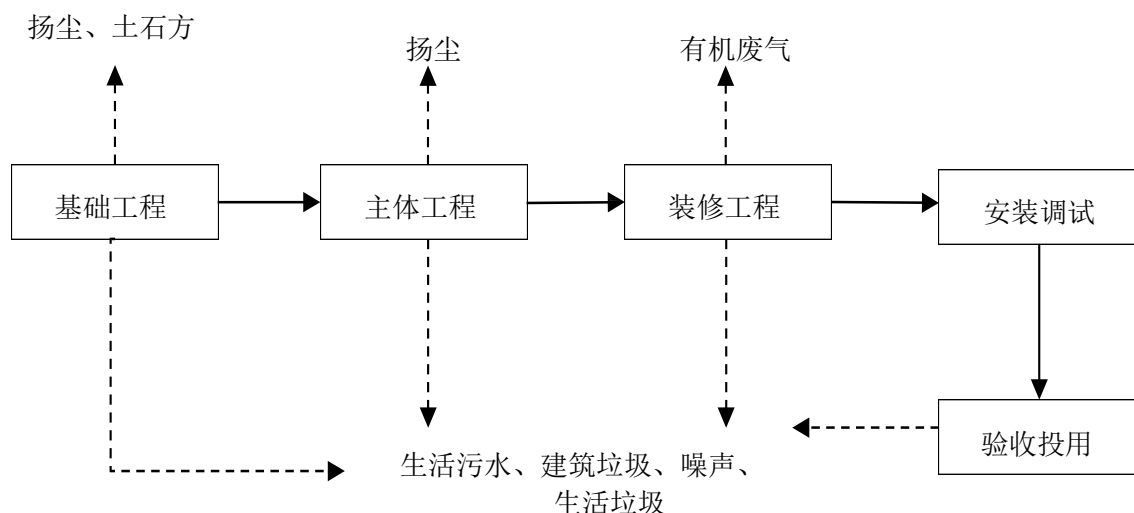 扬尘、土石方
扬尘
有机废气
基础工程
主体工程
装修工程
安装调试
验收投用
生活污水、建筑垃圾、噪声、
生活垃圾